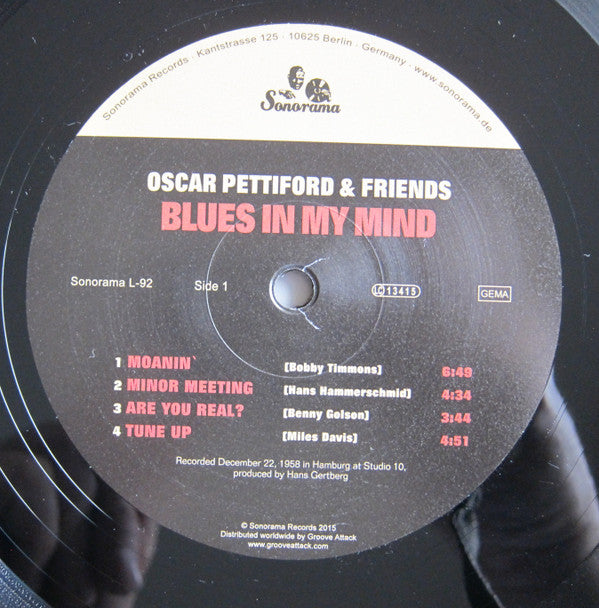 Sonorama Records · Kantstrasse 125 · 10625 Berlin · Germany · www.sonorama.de
Sonorama
OSCAR PETTIFORD & FRIENDS
BLUES IN MY MIND
Sonorama L-92 Side 1 LC13415 GEMA
1 MOANIN` [Bobby Timmons] 6:49
2 MINOR MEETING [Hans Hammerschmid] 4:34
3 ARE YOU REAL? [Benny Golson] 3:44
4 TUNE UP [Miles Davis] 4:51
Recorded December 22, 1958 in Hamburg at Studio 10,
produced by Hans Gertberg
© Sonorama Records 2015
Distributed worldwide by Groove Attack
www.grooveattack.com